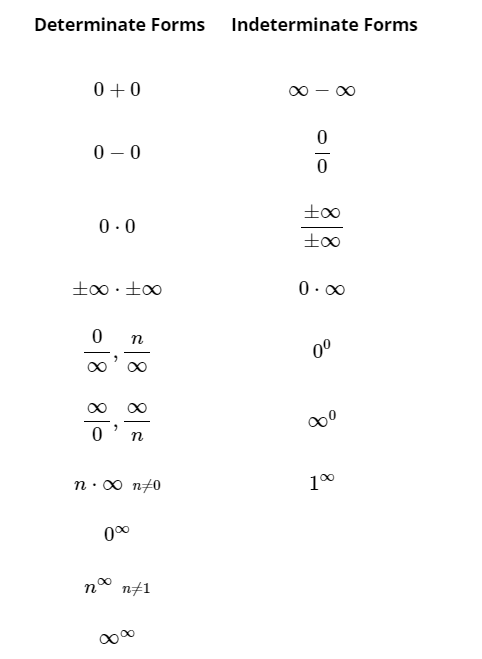 Determinate Forms Indeterminate Forms
0 + 0 ∞ − ∞
0 − 0 0/0
0 · 0 ±∞/±∞
±∞ · ±∞ 0 · ∞
0/∞, n/∞ 0⁰
∞/0, ∞/n ∞⁰
n · ∞ n≠0 1^∞
0^∞
n^∞ n≠1
∞^∞